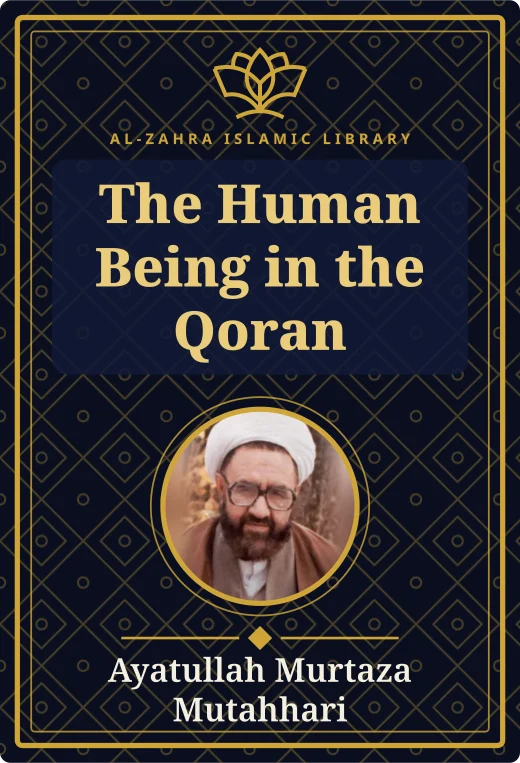 AL-ZAHRA ISLAMIC LIBRARY
The Human
Being in the
Qoran
Ayatullah Murtaza
Mutahhari